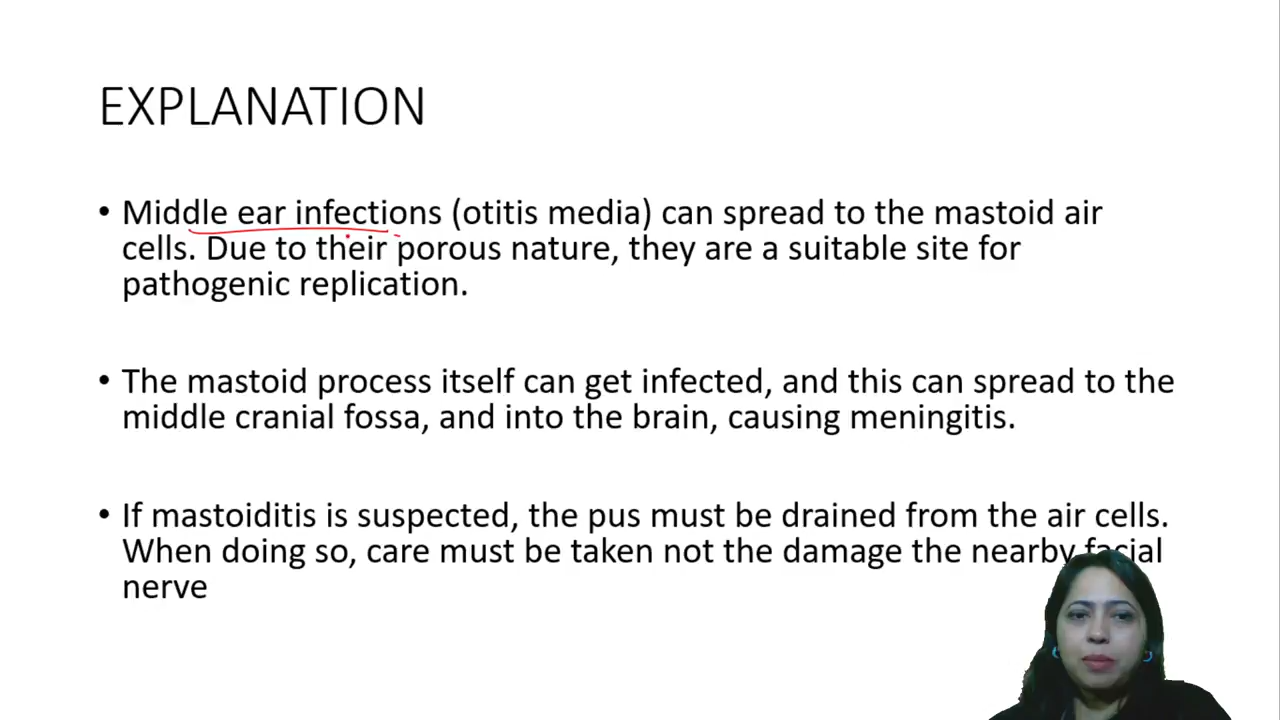 EXPLANATION
• Middle ear infections (otitis media) can spread to the mastoid air
cells. Due to their porous nature, they are a suitable site for
pathogenic replication.
• The mastoid process itself can get infected, and this can spread to the
middle cranial fossa, and into the brain, causing meningitis.
• If mastoiditis is suspected, the pus must be drained from the air cells.
When doing so, care must be taken not the damage the nearby facial
nerve